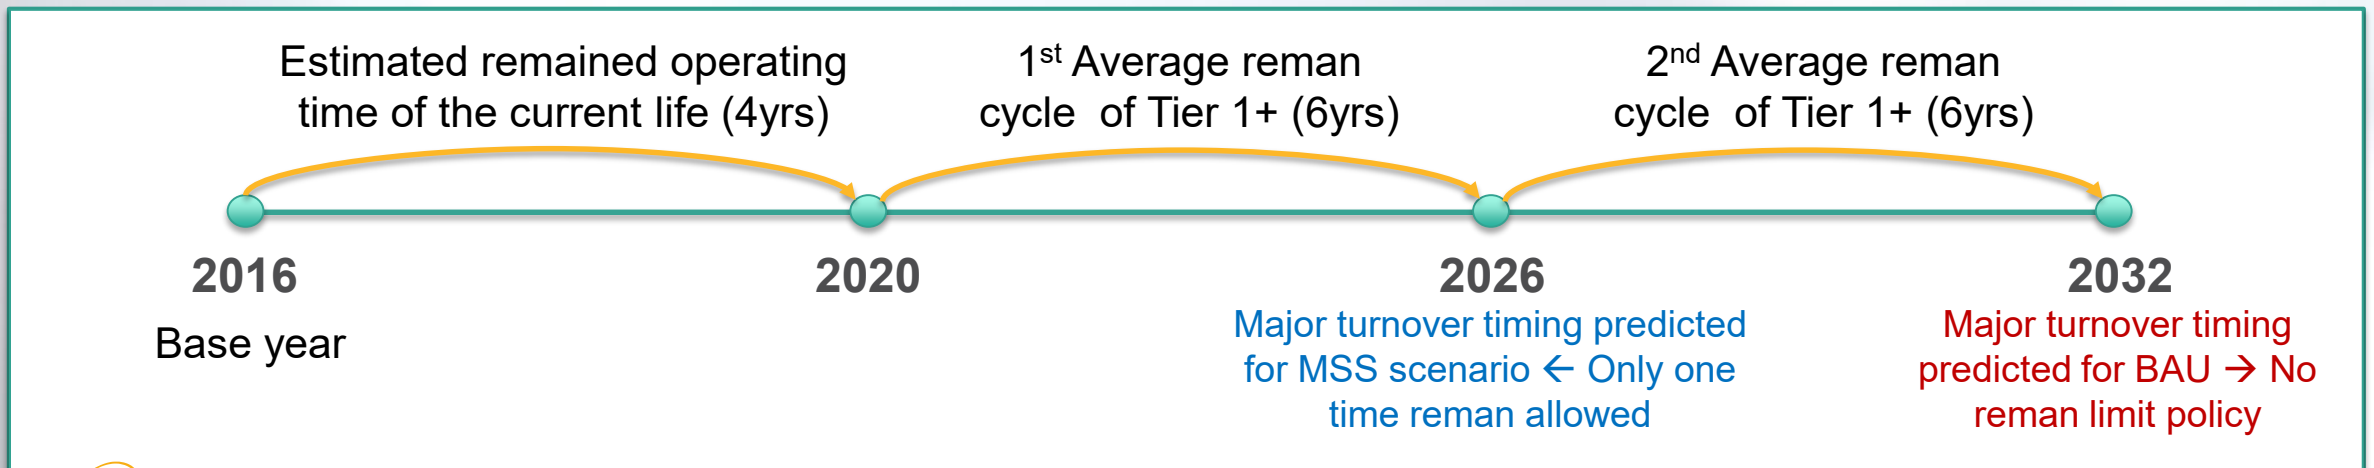 Estimated remained operating
time of the current life (4yrs)
1st Average reman
cycle  of Tier 1+ (6yrs)
2nd Average reman
cycle  of Tier 1+ (6yrs)
2016
2020
2026
2032
Base year
Major turnover timing predicted
for MSS scenario ← Only one
time reman allowed
Major turnover timing
predicted for BAU → No
reman limit policy